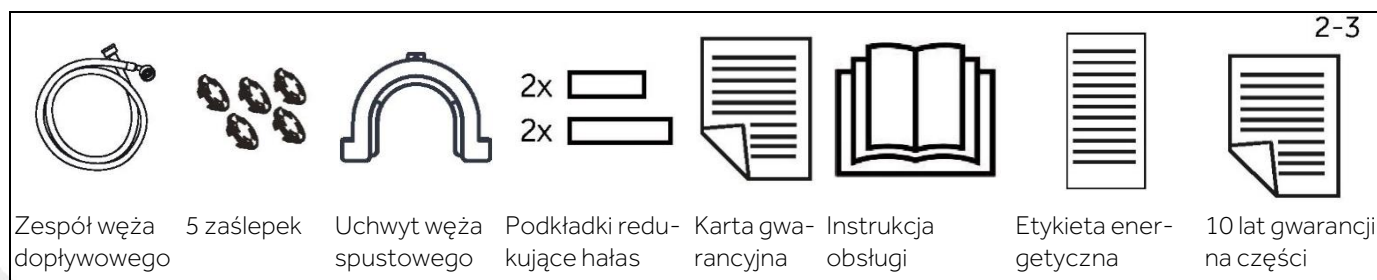 2-3
2x
2x
Zespół węża
dopływowego
5 zaślepek
Uchwyt węża
spustowego
Podkładki redu-
kujące hałas
Karta gwa-
rancyjna
Instrukcja
obsługi
Etykieta ener-
getyczna
10 lat gwarancji
na części